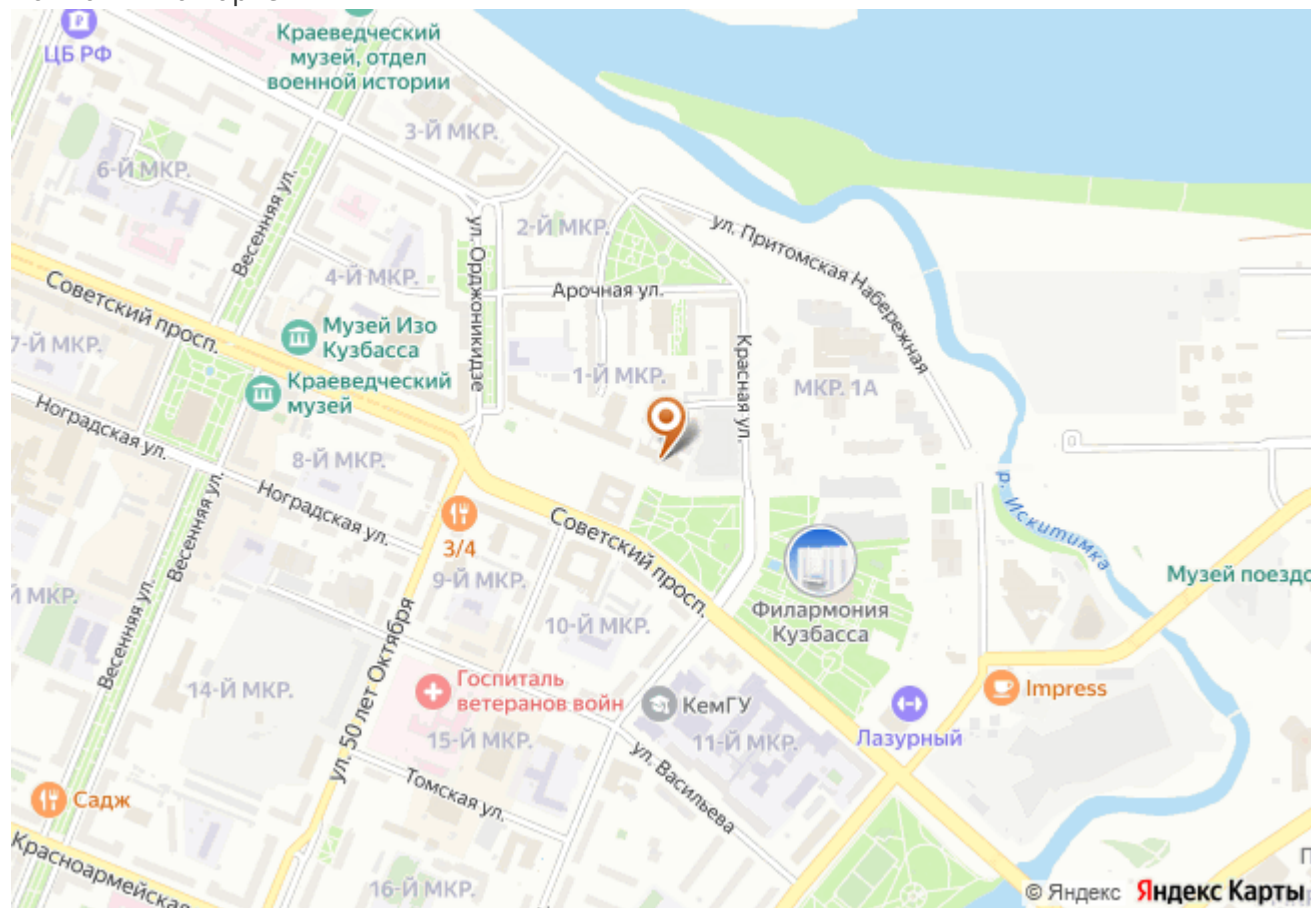 ЦБ РФ
Краеведческий
музей, отдел
военной истории
3-Й МКР.
6-Й МКР.
Весенняя ул.
ул. Орджоникидзе
2-Й МКР.
ул. Притомская Набережная
4-Й МКР.
Арочная ул.
Советский просп.
Музей Изо
Кузбасса
7-Й МКР.
Краеведческий
музей
1-Й МКР.
Красная ул.
МКР. 1А
Ноградская ул.
8-Й МКР.
Ноградская ул.
Весенняя ул.
3/4
Советский просп.
р. Искитимка
9-Й МКР.
Музей поездо
Филармония
Кузбасса
10-Й МКР.
Весенняя ул.
ул. 50 лет Октября
14-Й МКР.
Госпиталь
ветеранов войн
КемГУ
Impress
15-Й МКР.
11-Й МКР.
Лазурный
ул. Васильева
Томская ул.
Садж
Красноармейская
16-Й МКР.
© Яндекс Яндекс Карты